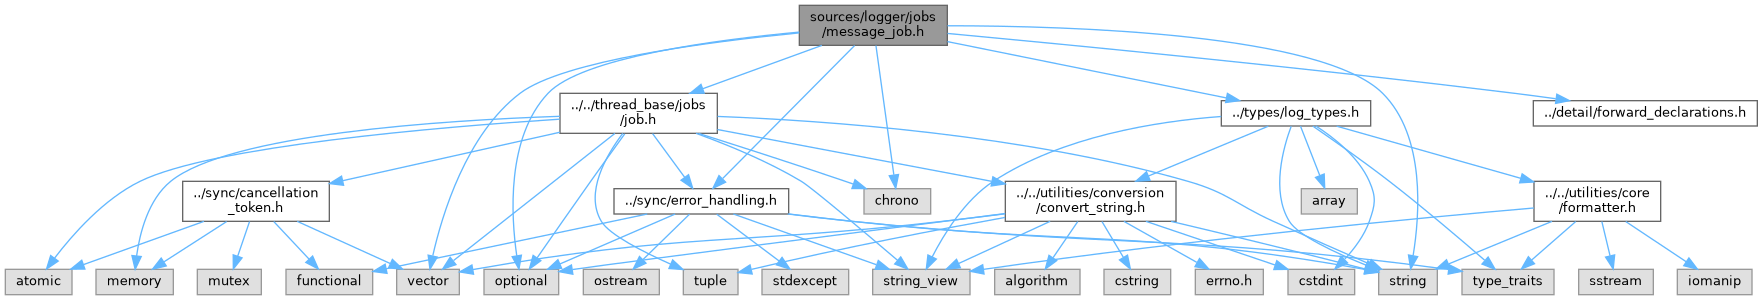 sources/logger/jobs
/message_job.h
../../thread_base/jobs
/job.h
../types/log_types.h
../detail/forward_declarations.h
../sync/cancellation
_token.h
../sync/error_handling.h
chrono
../../utilities/conversion
/convert_string.h
array
../../utilities/core
/formatter.h
atomic
memory
mutex
functional
vector
optional
ostream
tuple
stdexcept
string_view
algorithm
cstring
errno.h
cstdint
string
type_traits
sstream
iomanip